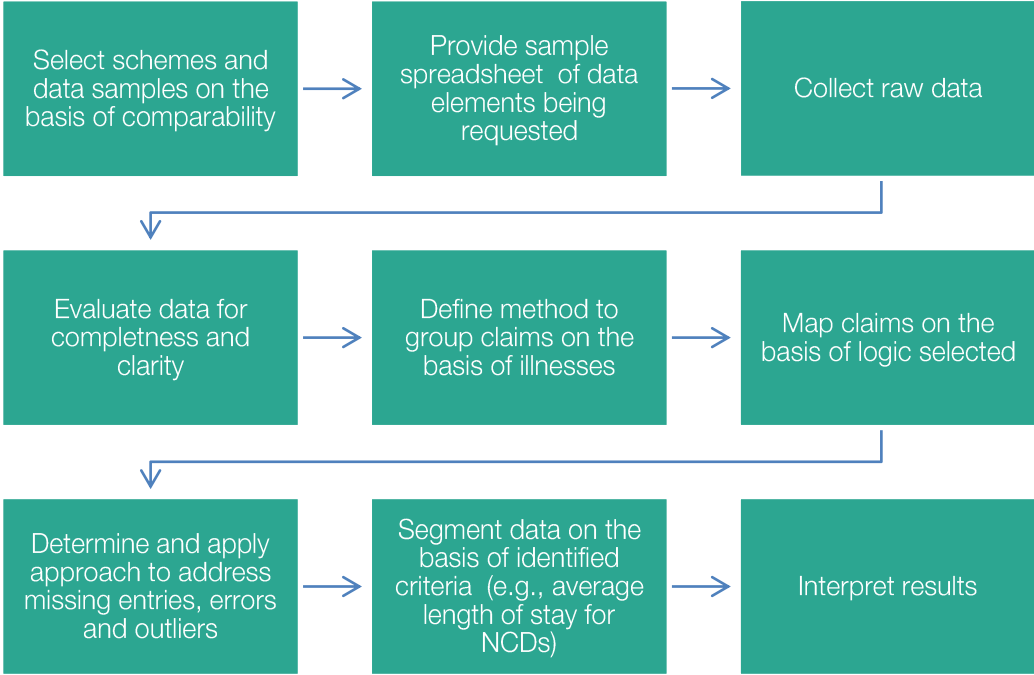 Select schemes and
data samples on the
basis of comparability
Provide sample
spreadsheet of data
elements being
requested
Collect raw data
Evaluate data for
completness and
clarity
Define method to
group claims on the
basis of illnesses
Map claims on the
basis of logic selected
Determine and apply
approach to address
missing entries, errors
and outliers
Segment data on the
basis of identified
criteria (e.g., average
length of stay for
NCDs)
Interpret results